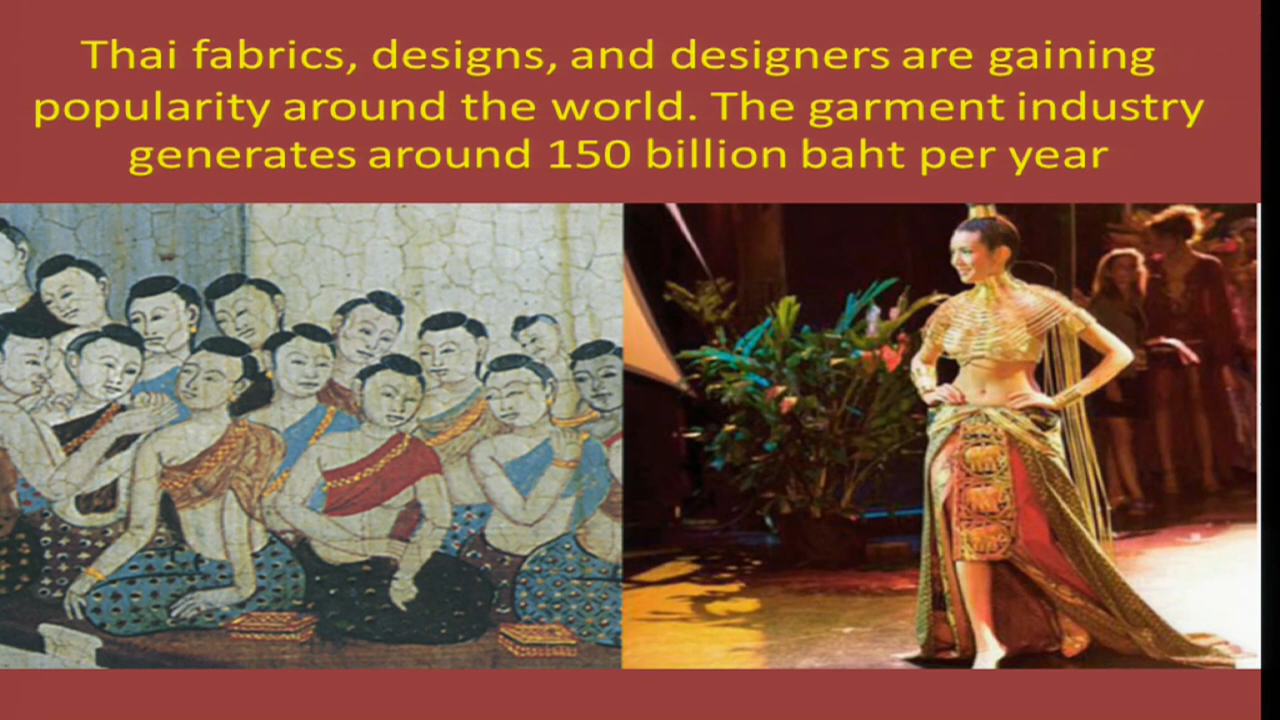 Thai fabrics, designs, and designers are gaining
popularity around the world. The garment industry
generates around 150 billion baht per year